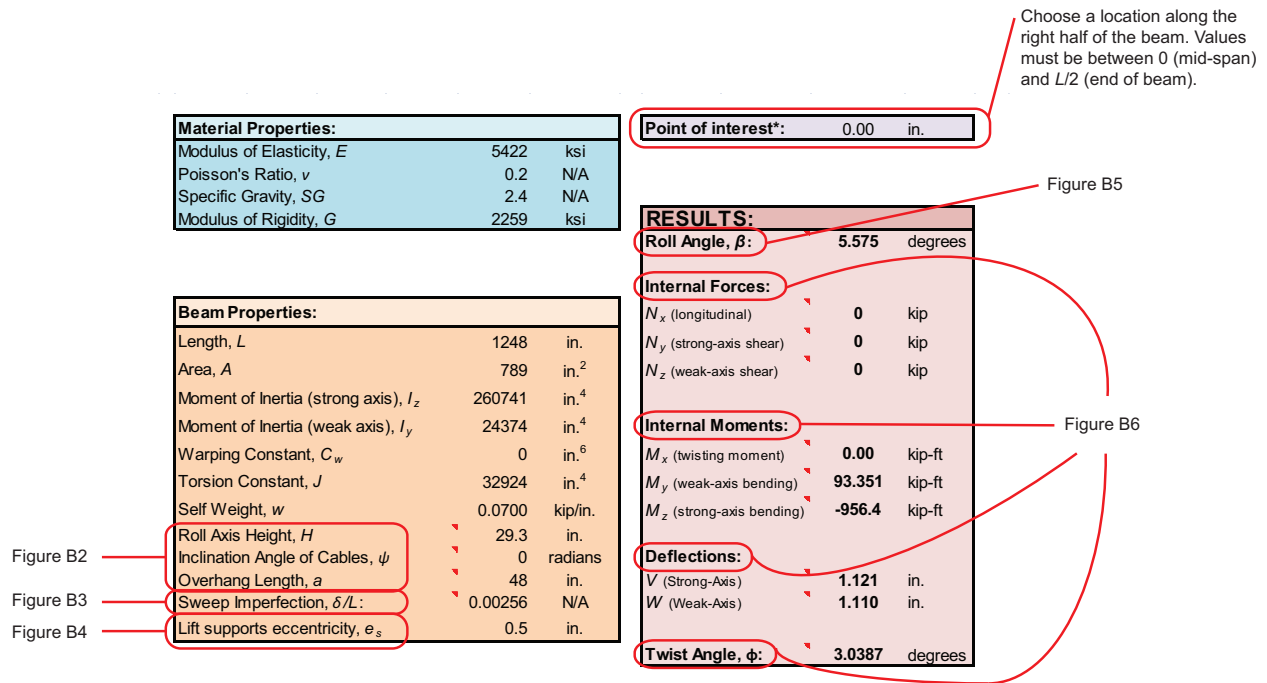 Choose a location along the
right half of the beam. Values
must be between 0 (mid-span)
and L/2 (end of beam).
Material Properties:
Modulus of Elasticity, E 5422 ksi
Poisson's Ratio, ν 0.2 N/A
Specific Gravity, SG 2.4 N/A
Modulus of Rigidity, G 2259 ksi
Point of interest*: 0.00 in.
Figure B5
RESULTS:
Roll Angle, β: 5.575 degrees
Internal Forces:
Nx (longitudinal) 0 kip
Ny (strong-axis shear) 0 kip
Nz (weak-axis shear) 0 kip
Internal Moments:
Mx (twisting moment) 0.00 kip-ft
My (weak-axis bending) 93.351 kip-ft
Mz (strong-axis bending) -956.4 kip-ft
Deflections:
V (Strong-Axis) 1.121 in.
W (Weak-Axis) 1.110 in.
Twist Angle, ϕ: 3.0387 degrees
Figure B6
Beam Properties:
Length, L 1248 in.
Area, A 789 in.²
Moment of Inertia (strong axis), Iz 260741 in.⁴
Moment of Inertia (weak axis), Iy 24374 in.⁴
Warping Constant, Cw 0 in.⁶
Torsion Constant, J 32924 in.⁴
Self Weight, w 0.0700 kip/in.
Roll Axis Height, H 29.3 in.
Inclination Angle of Cables, ψ 0 radians
Overhang Length, a 48 in.
Sweep Imperfection, δ/L: 0.00256 N/A
Lift supports eccentricity, es 0.5 in.
Figure B2
Figure B3
Figure B4